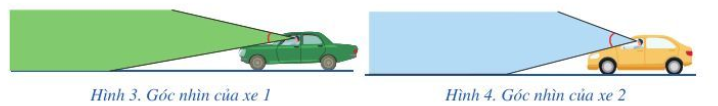 Hình 3. Góc nhìn của xe 1
Hình 4. Góc nhìn của xe 2